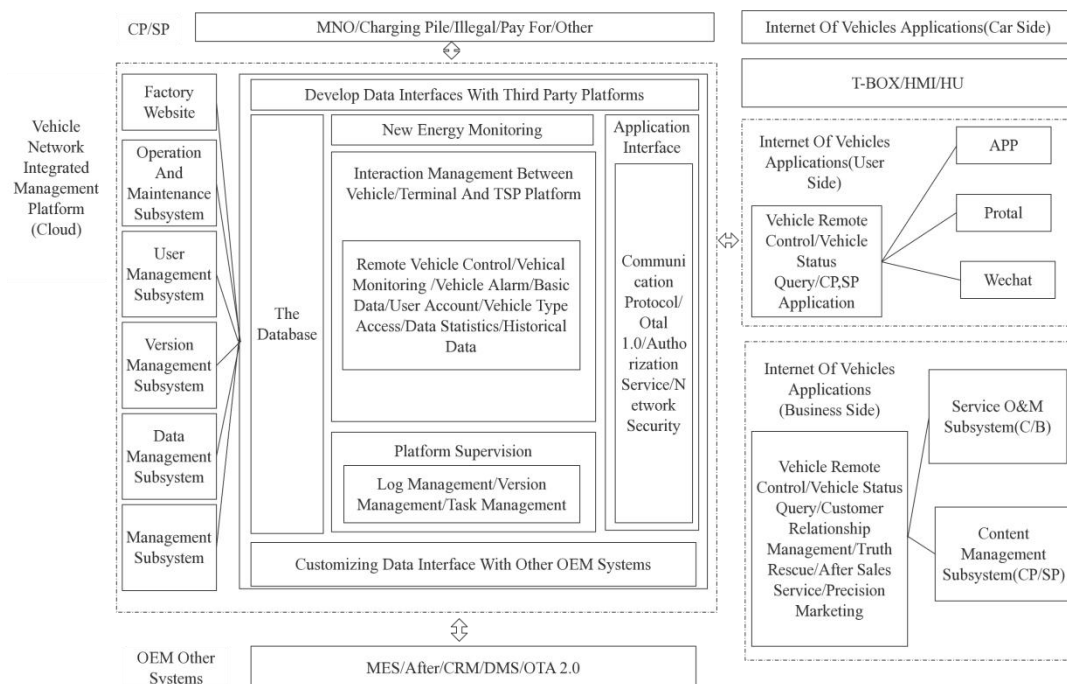 CP/SP
MNO/Charging Pile/Illegal/Pay For/Other
Vehicle
Network
Integrated
Management
Platform
(Cloud)
Factory
Website
Operation
And
Maintenance
Subsystem
User
Management
Subsystem
Version
Management
Subsystem
Data
Management
Subsystem
Management
Subsystem
Develop Data Interfaces With Third Party Platforms
The
Database
New Energy Monitoring
Interaction Management Between
Vehicle/Terminal And TSP Platform
Remote Vehicle Control/Vehical
Monitoring /Vehicle Alarm/Basic
Data/User Account/Vehicle Type
Access/Data Statistics/Historical
Data
Platform Supervision
Log Management/Version
Management/Task Management
Application
Interface
Communi
cation
Protocol/
Otal
1.0/Autho
rization
Service/N
etwork
Security
Customizing Data Interface With Other OEM Systems
OEM Other
Systems
MES/After/CRM/DMS/OTA 2.0
Internet Of Vehicles Applications(Car Side)
T-BOX/HMI/HU
Internet Of Vehicles
Applications(User
Side)
Vehicle Remote
Control/Vehicle
Status
Query/CP,SP
Application
APP
Protal
Wechat
Internet Of Vehicles
Applications
(Business Side)
Vehicle Remote
Control/Vehicle Status
Query/Customer
Relationship
Management/Truth
Rescue/After Sales
Service/Precision
Marketing
Service O&M
Subsystem(C/B)
Content
Management
Subsystem(CP/SP)